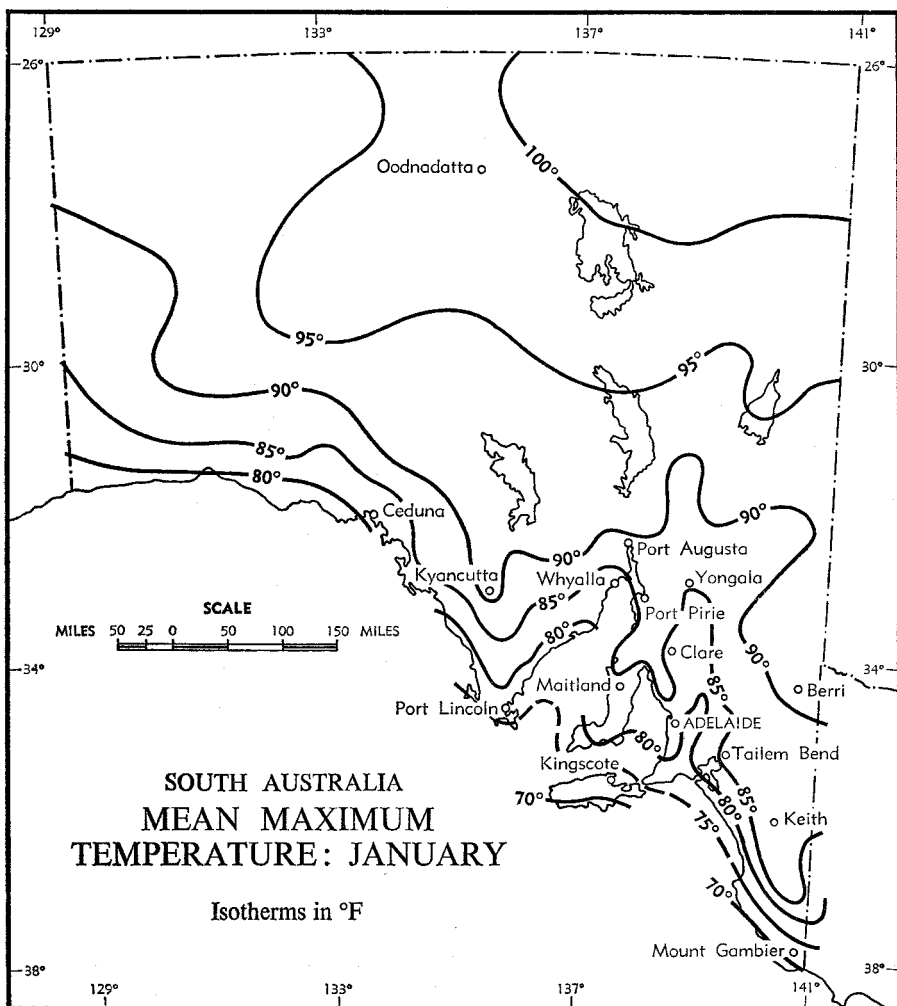 129°
133°
137°
141°
26°
26°
Oodnadatta
100°
95°
95°
30°
30°
90°
85°
80°
Ceduna
90°
90°
Port Augusta
Kyancutta
Whyalla
Yongala
85°
Port Pirie
SCALE
MILES 50 25 0 50 100 150 MILES
80°
Clare
90°
34°
34°
Maitland
85°
Berri
Port Lincoln
ADELAIDE
80°
Tailem Bend
Kingscote
70°
85°
80°
75°
Keith
SOUTH AUSTRALIA
MEAN MAXIMUM
TEMPERATURE: JANUARY
70°
Isotherms in °F
Mount Gambier
38°
38°
129°
133°
137°
141°